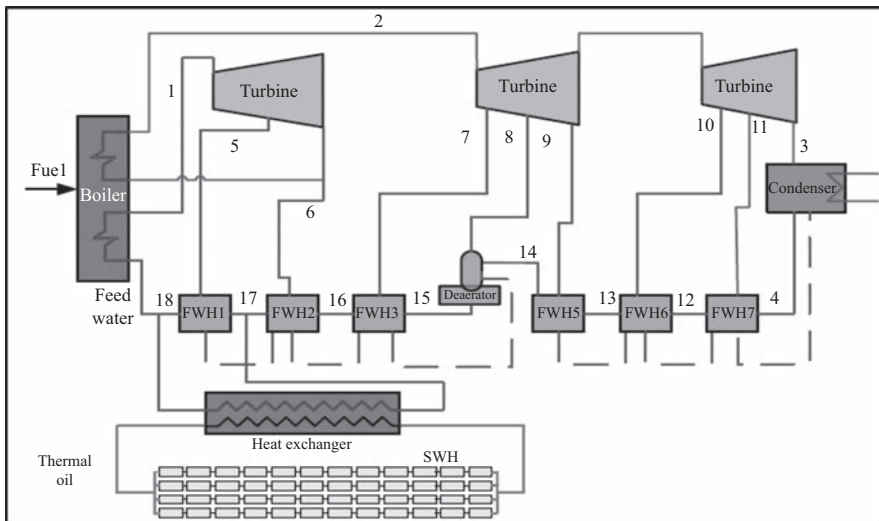 2
1
Turbine
Turbine
Turbine
5
7
8
9
10
11
3
Fuel
Boiler
Condenser
6
14
Deaerator
Feed
water
18
FWH1
17
FWH2
16
FWH3
15
FWH5
13
FWH6
12
FWH7
4
Heat exchanger
Thermal
oil
SWH